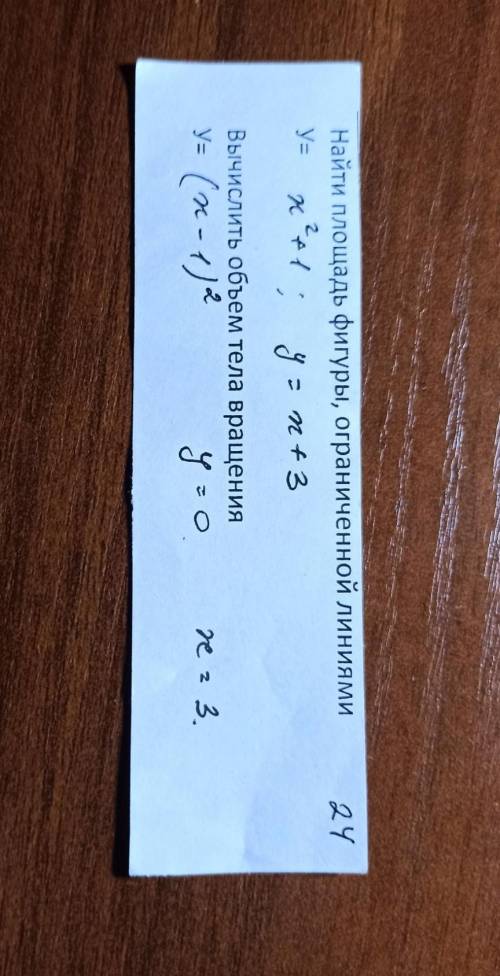 24
Найти площадь фигуры, ограниченной линиями
y= x²+1 ; y = x+3
Вычислить объем тела вращения
y= (x-1)² y=0 x=3.